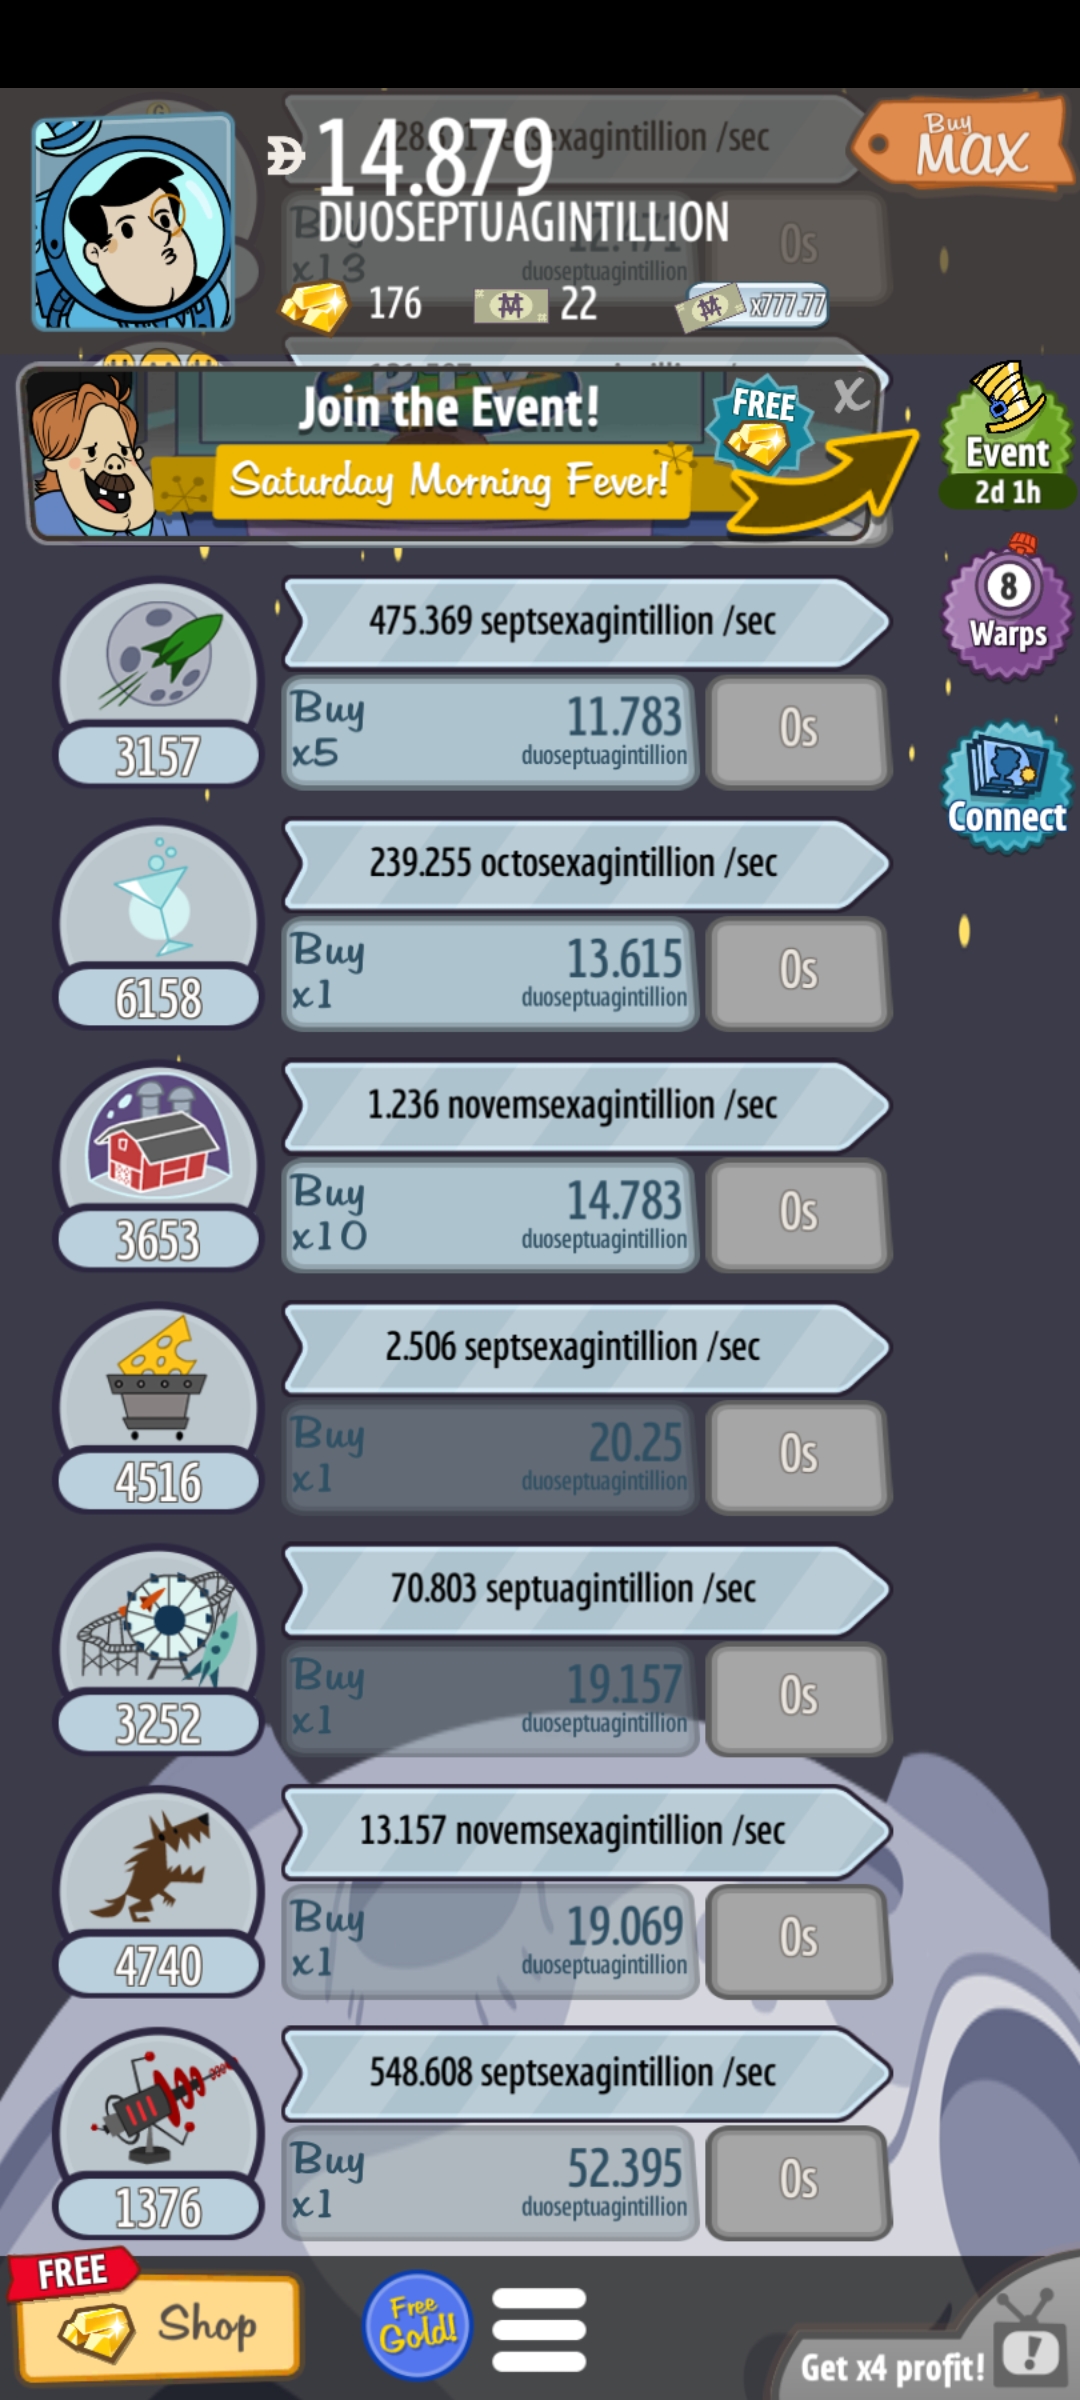 /sec
Buy
MAX
14.879
DUOSEPTUAGINTILLION
Buy
x13
duoseptuagintillion
0s
176
22
x777.77
Join the Event!
FREE
X
Saturday Morning Fever!
Event
2d 1h
8
Warps
Connect
475.369 septsexagintillion /sec
Buy
x5
11.783
duoseptuagintillion
0s
3157
239.255 octosexagintillion /sec
Buy
x1
13.615
duoseptuagintillion
0s
6158
1.236 novemsexagintillion /sec
Buy
x10
14.783
duoseptuagintillion
0s
3653
2.506 septsexagintillion /sec
Buy
x1
20.25
duoseptuagintillion
0s
4516
70.803 septuagintillion /sec
Buy
x1
19.157
duoseptuagintillion
0s
3252
13.157 novemsexagintillion /sec
Buy
x1
19.069
duoseptuagintillion
0s
4740
548.608 septsexagintillion /sec
Buy
x1
52.395
duoseptuagintillion
0s
1376
FREE
Shop
Free
Gold!
Get x4 profit!
!